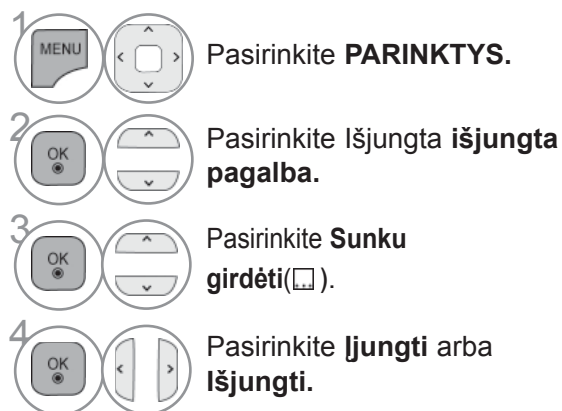 1
MENU
Pasirinkite PARINKTYS.
2
OK
Pasirinkite Išjungta išjungta
pagalba.
3
OK
Pasirinkite Sunku
girdėti(⍽).
4
OK
Pasirinkite Įjungti arba
Išjungti.